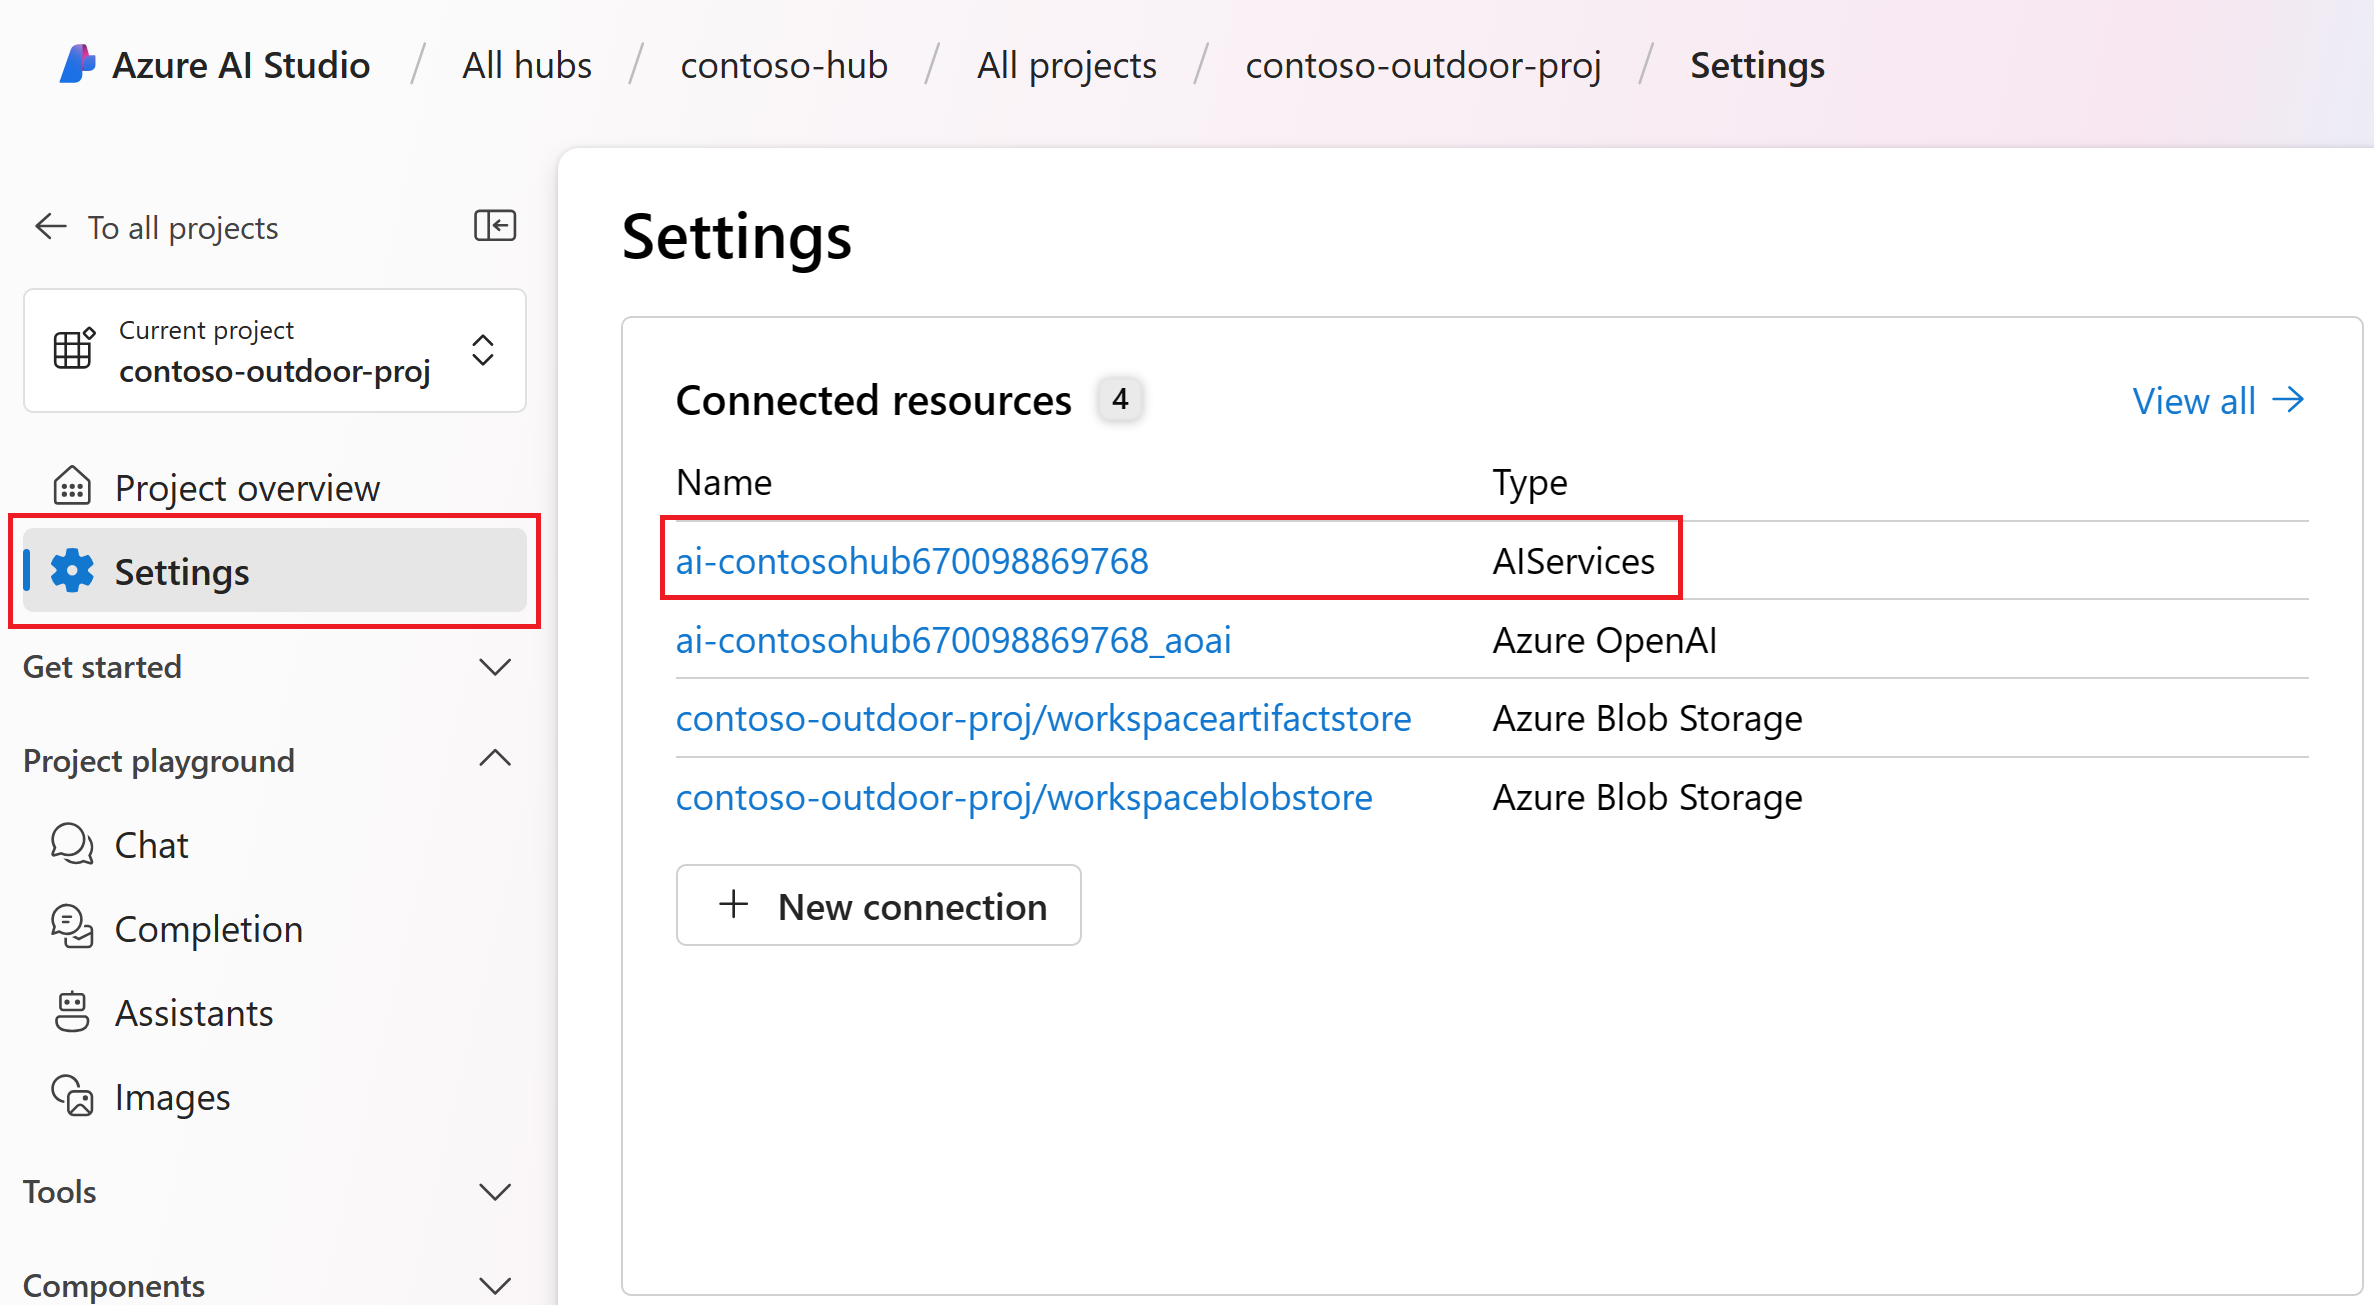 Azure AI Studio / All hubs / contoso-hub / All projects / contoso-outdoor-proj / Settings
To all projects
Current project
contoso-outdoor-proj
Project overview
Settings
Get started
Project playground
Chat
Completion
Assistants
Images
Tools
Components
Settings
Connected resources 4 View all
Name Type
ai-contosohub670098869768 AIServices
ai-contosohub670098869768_aoai Azure OpenAI
contoso-outdoor-proj/workspaceartifactstore Azure Blob Storage
contoso-outdoor-proj/workspaceblobstore Azure Blob Storage
New connection